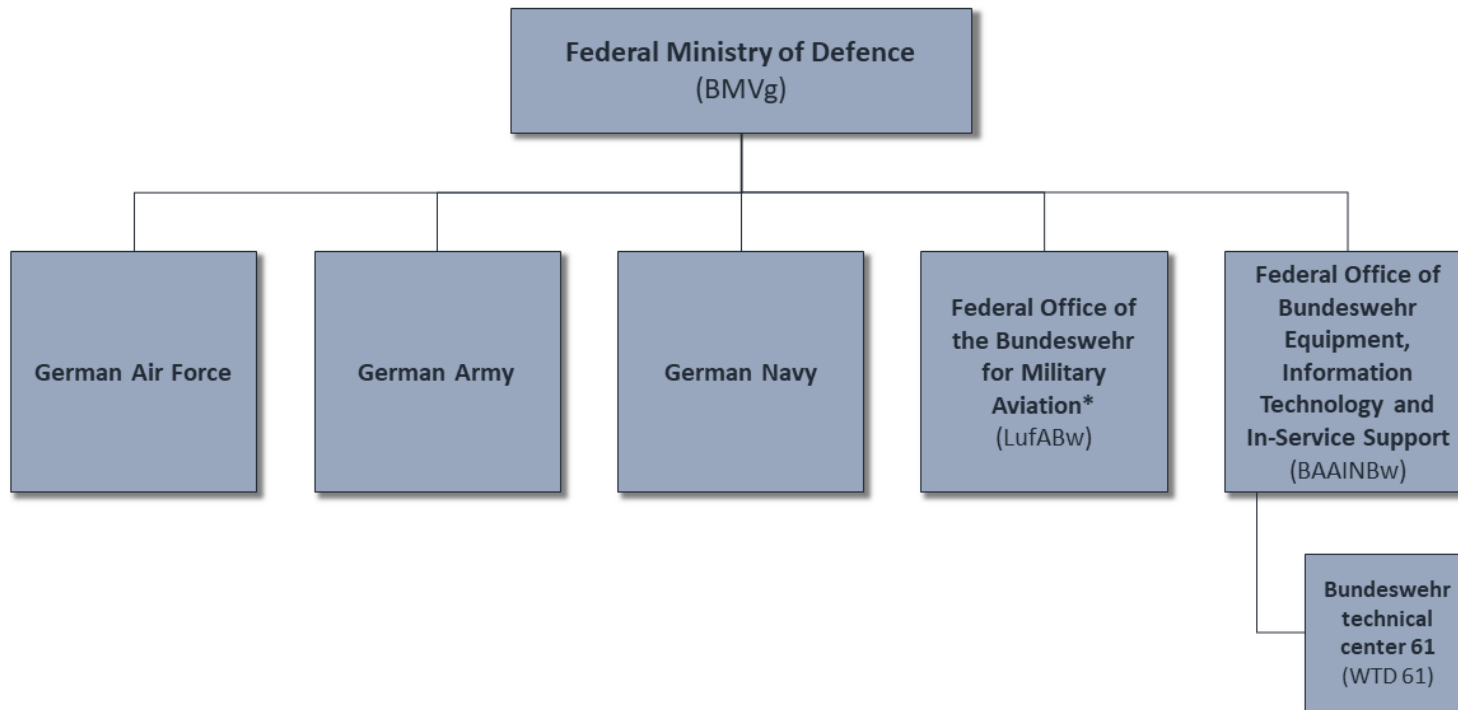 Federal Ministry of Defence
(BMVg)
German Air Force
German Army
German Navy
Federal Office of
the Bundeswehr
for Military
Aviation*
(LufABw)
Federal Office of
Bundeswehr
Equipment,
Information
Technology and
In-Service Support
(BAAINBw)
Bundeswehr
technical
center 61
(WTD 61)